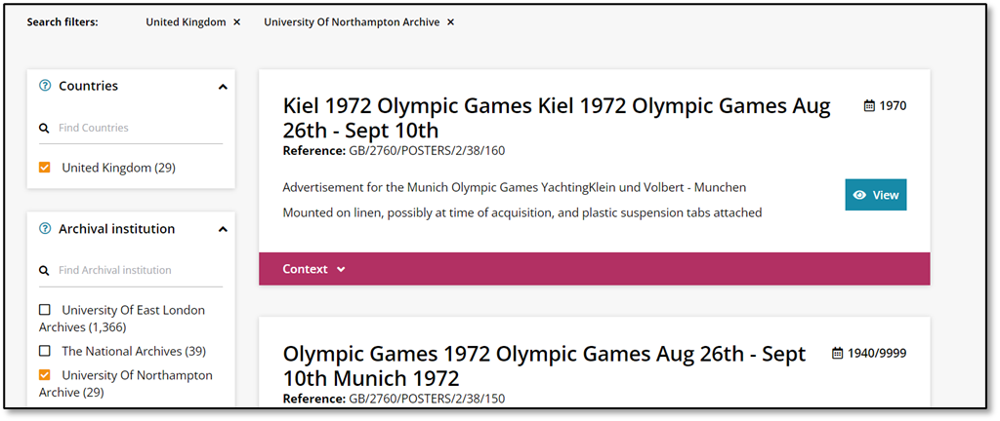 Search filters: United Kingdom × University Of Northampton Archive ×
Countries
Find Countries
United Kingdom (29)
Archival institution
Find Archival institution
University Of East London
Archives (1,366)
The National Archives (39)
University Of Northampton
Archive (29)
Kiel 1972 Olympic Games Kiel 1972 Olympic Games Aug
26th - Sept 10th
1970
Reference: GB/2760/POSTERS/2/38/160
Advertisement for the Munich Olympic Games YachtingKlein und Volbert - Munchen
Mounted on linen, possibly at time of acquisition, and plastic suspension tabs attached
View
Context
Olympic Games 1972 Olympic Games Aug 26th - Sept
10th Munich 1972
1940/9999
Reference: GB/2760/POSTERS/2/38/150